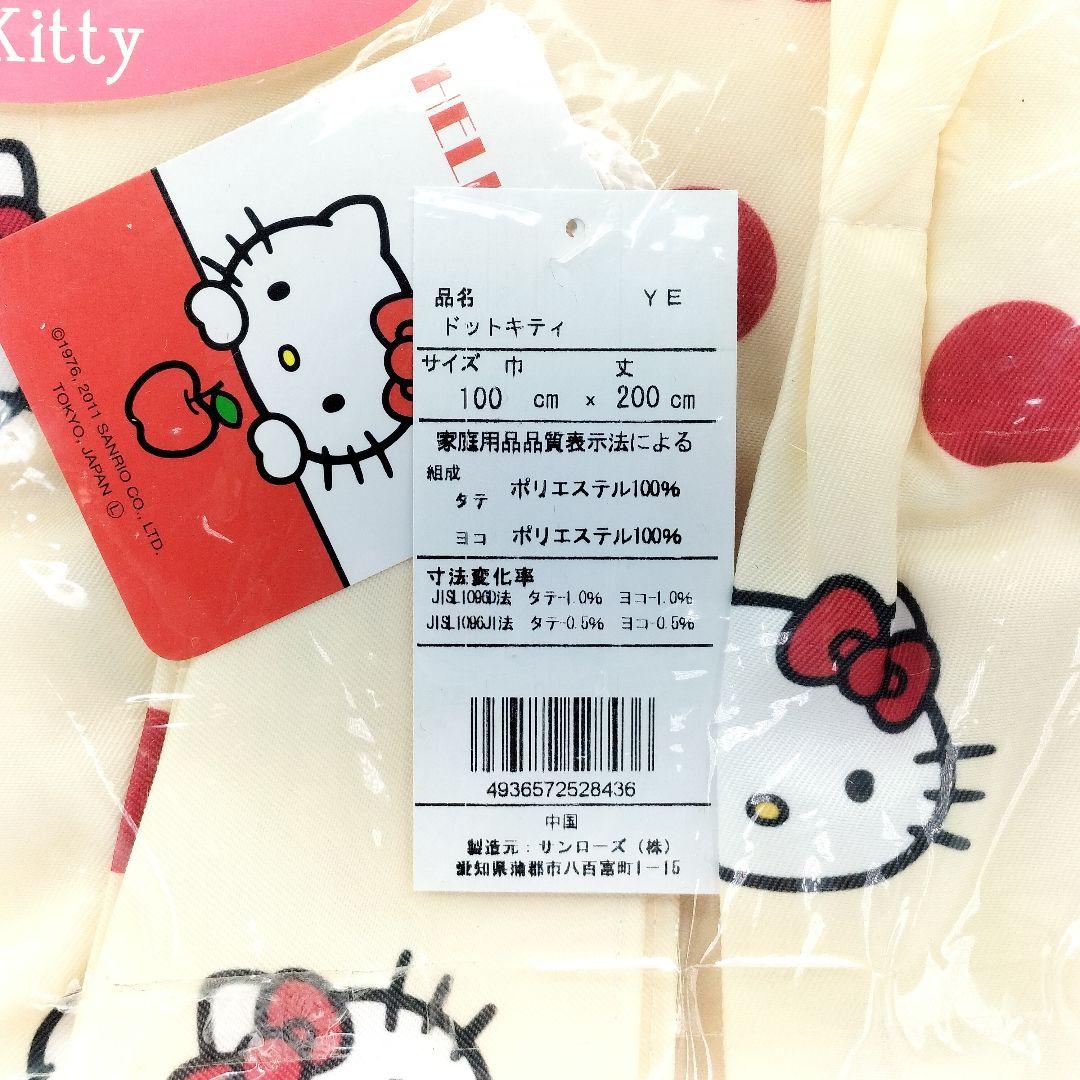 Kitty
HELL
©1976, 2011 SANRIO CO., LTD.
TOKYO, JAPAN Ⓛ
品名 YE
ドットキティ
サイズ 巾 丈
100 cm × 200 cm
家庭用品品質表示法による
組成
タテ ポリエステル100%
ヨコ ポリエステル100%
寸法変化率
JISL1096D法 タテ-1.0% ヨコ-1.0%
JISL1096JI法 タテ-0.5% ヨコ-0.5%
4936572528436
中国
製造元：サンローズ（株）
愛知県蒲郡市八百富町1-15